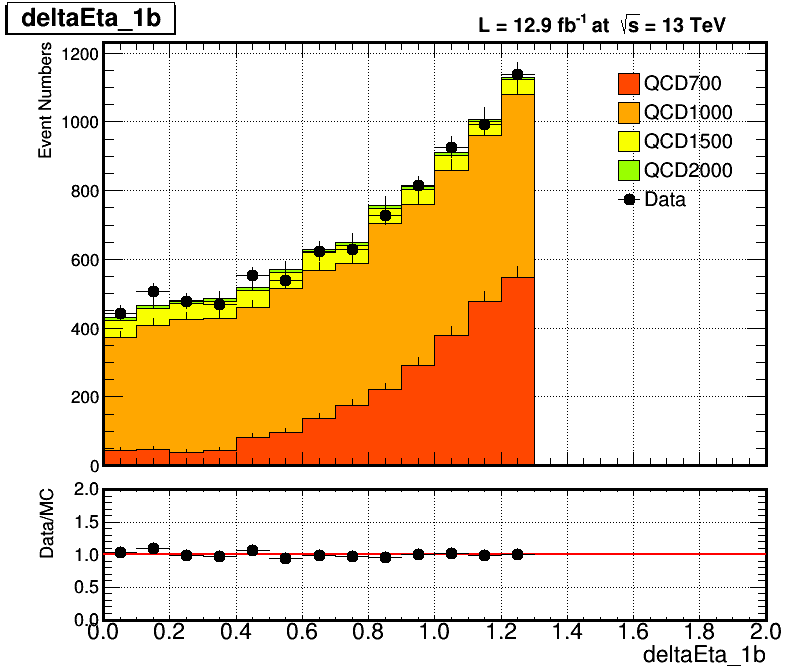 deltaEta_1b
L = 12.9 fb⁻¹ at √s = 13 TeV
Event Numbers
1200
1000
800
600
400
200
0
QCD700
QCD1000
QCD1500
QCD2000
Data
Data/MC
2.0
1.5
1.0
0.5
0.0
0.0 0.2 0.4 0.6 0.8 1.0 1.2 1.4 1.6 1.8 2.0
deltaEta_1b